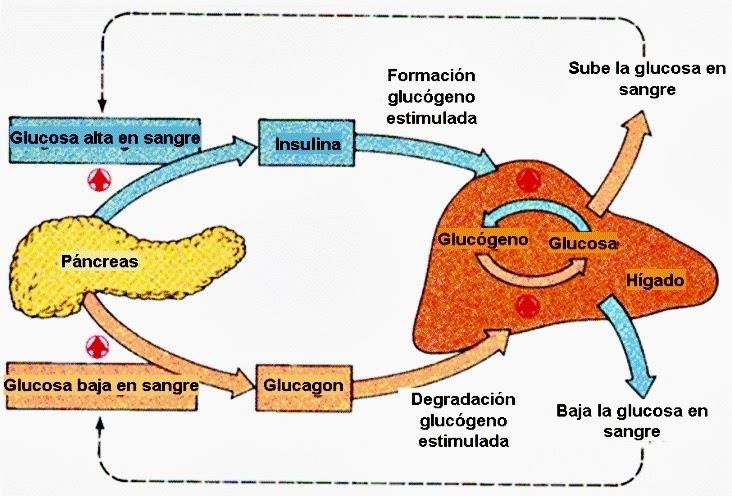 Sube la glucosa en
sangre
Formación
glucógeno
estimulada
Glucosa alta en sangre
Insulina
Glucógeno
Glucosa
Páncreas
Hígado
Glucosa baja en sangre
Glucagon
Degradación
glucógeno
estimulada
Baja la glucosa en
sangre